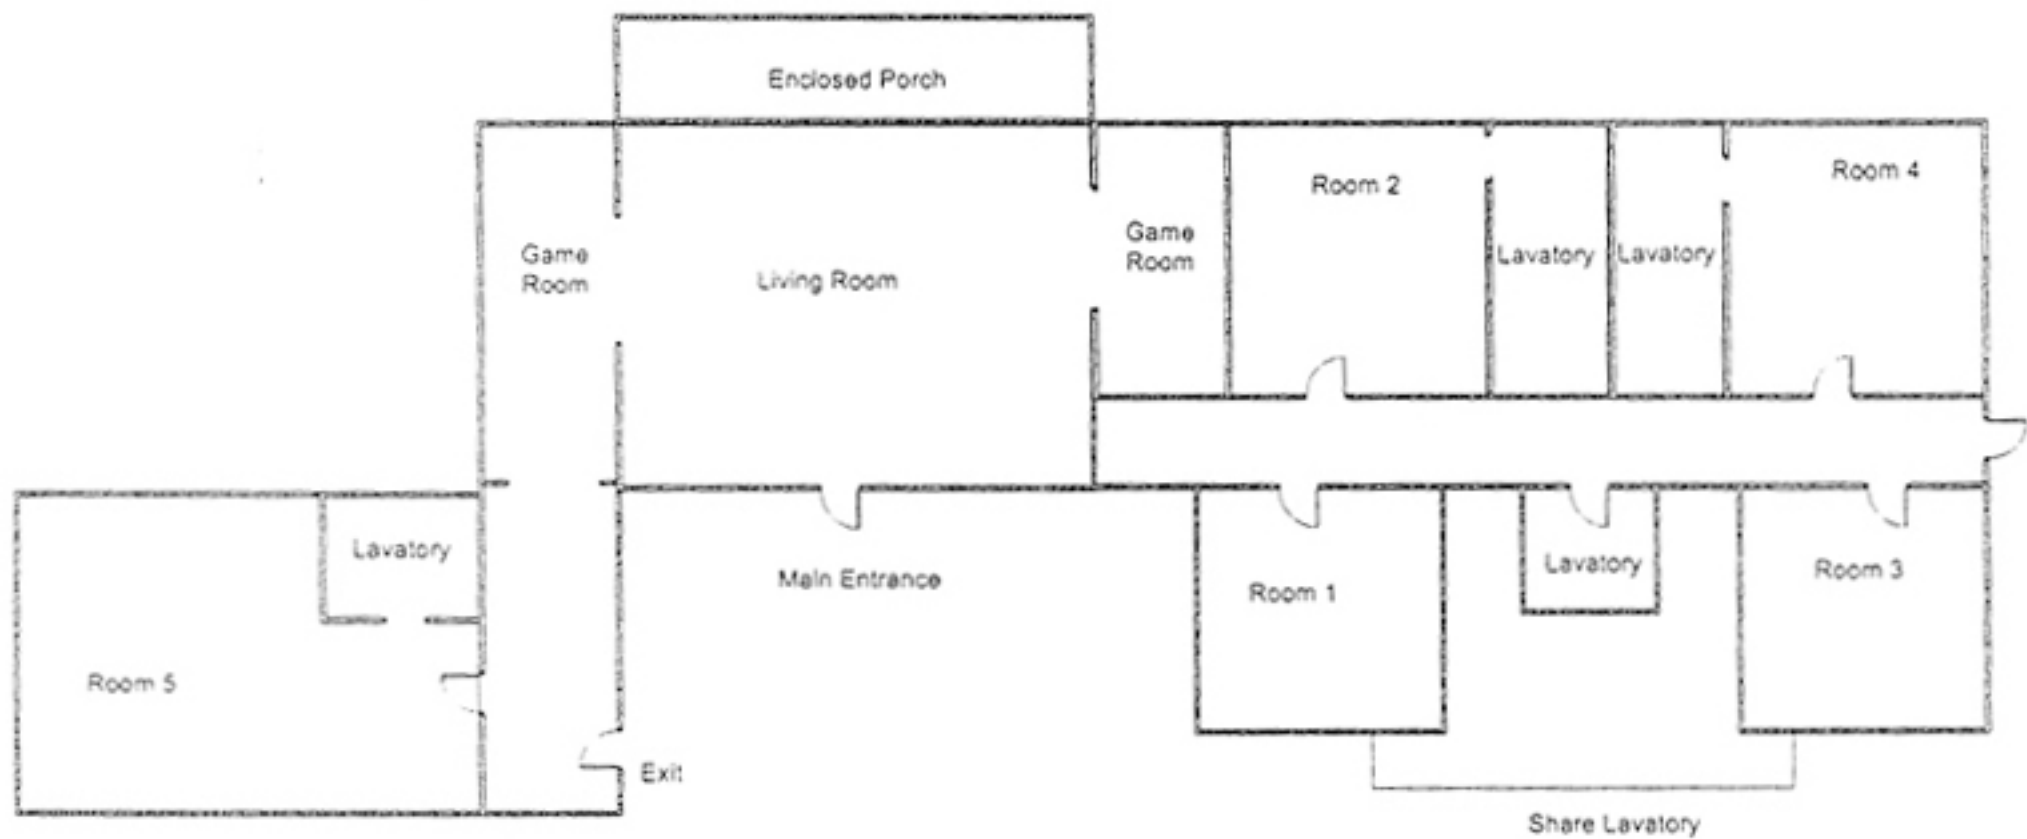 Enclosed Porch
Room 2
Room 4
Game
Room
Living Room
Game
Room
Lavatory
Lavatory
Lavatory
Main Entrance
Room 1
Lavatory
Room 3
Room 5
Exit
Share Lavatory